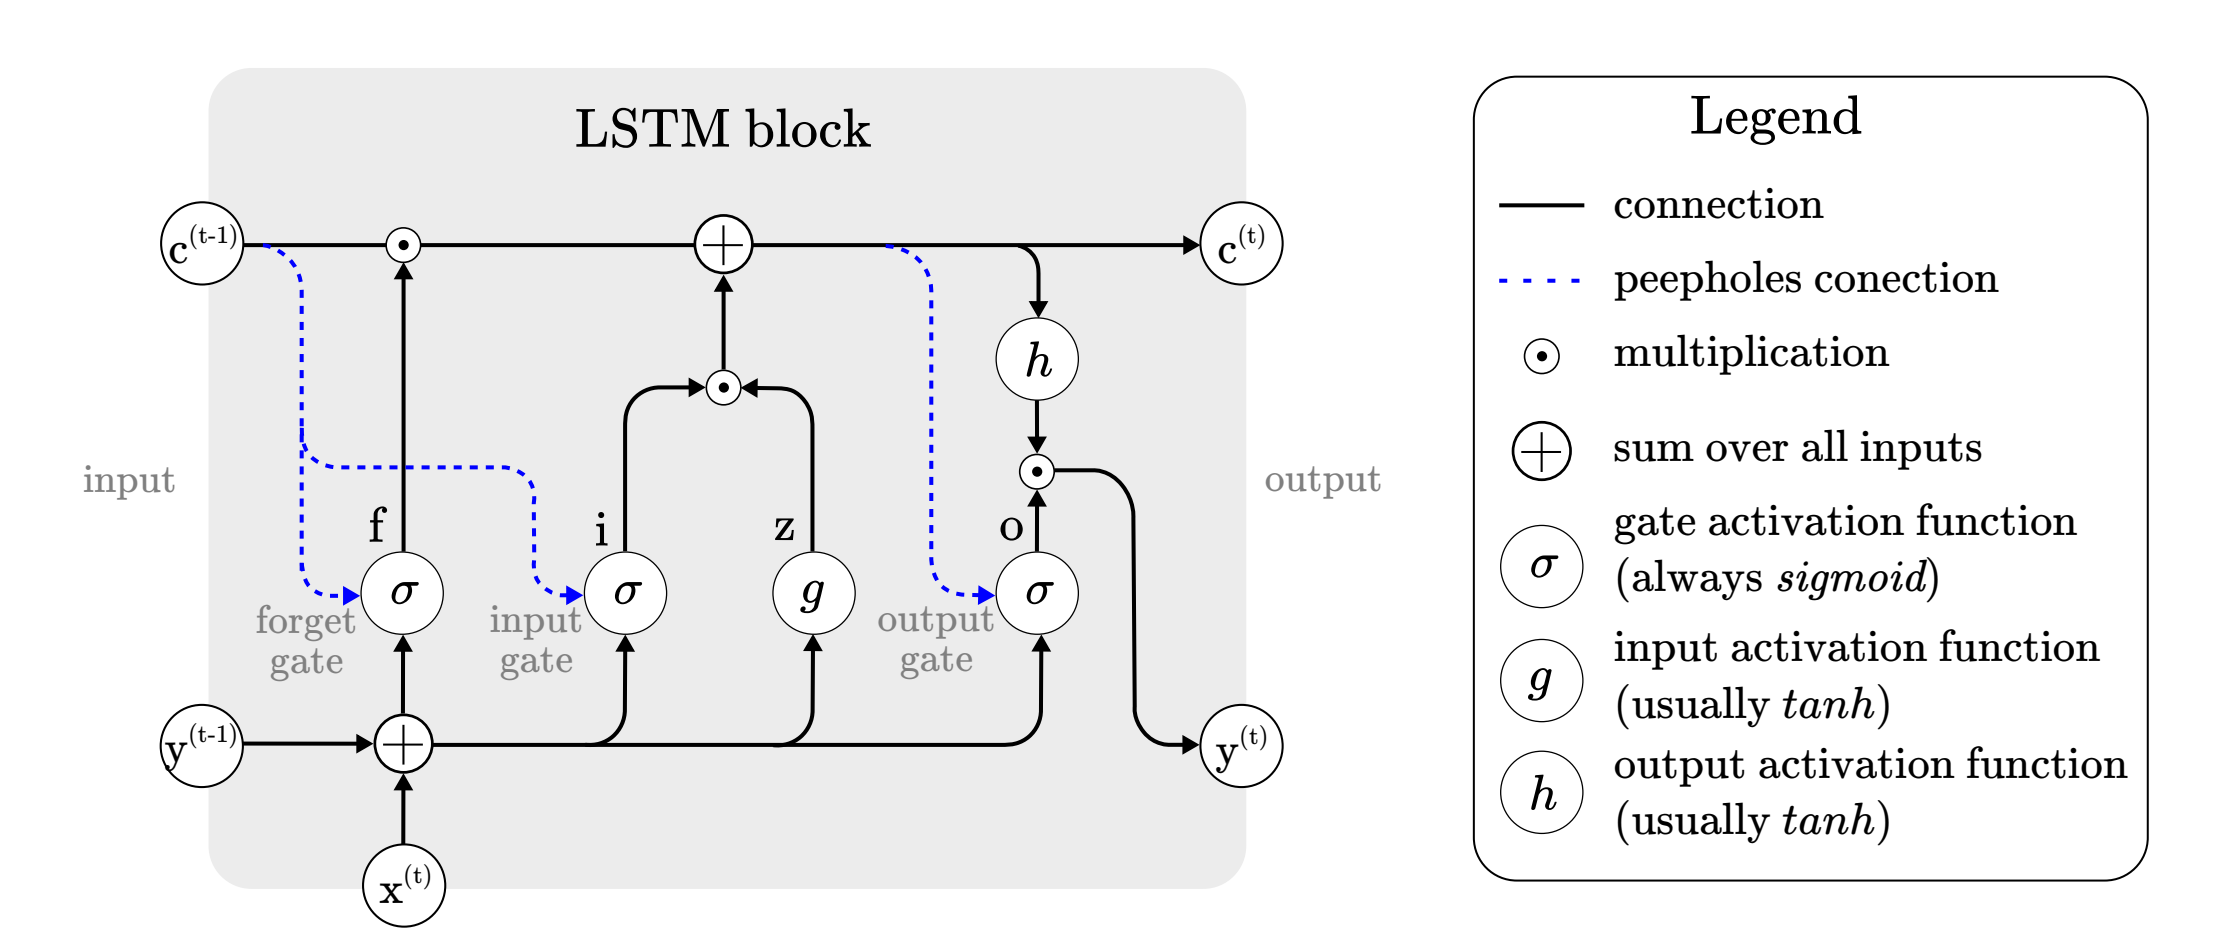 LSTM block
c(t-1)
c(t)
h
input
output
f
i
z
o
σ
σ
g
σ
forget
gate
input
gate
output
gate
y(t-1)
y(t)
x(t)
Legend
connection
peepholes conection
multiplication
sum over all inputs
σ
gate activation function
(always sigmoid)
g
input activation function
(usually tanh)
h
output activation function
(usually tanh)